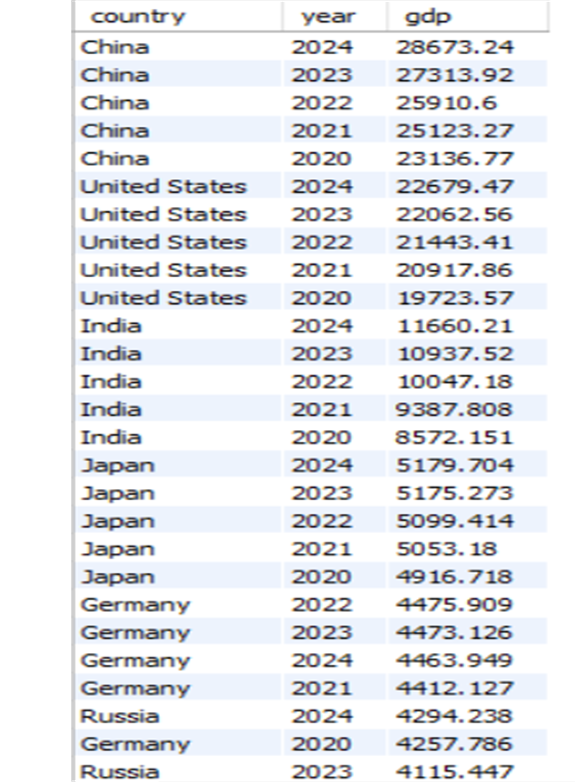 country year gdp
China 2024 28673.24
China 2023 27313.92
China 2022 25910.6
China 2021 25123.27
China 2020 23136.77
United States 2024 22679.47
United States 2023 22062.56
United States 2022 21443.41
United States 2021 20917.86
United States 2020 19723.57
India 2024 11660.21
India 2023 10937.52
India 2022 10047.18
India 2021 9387.808
India 2020 8572.151
Japan 2024 5179.704
Japan 2023 5175.273
Japan 2022 5099.414
Japan 2021 5053.18
Japan 2020 4916.718
Germany 2022 4475.909
Germany 2023 4473.126
Germany 2024 4463.949
Germany 2021 4412.127
Russia 2024 4294.238
Germany 2020 4257.786
Russia 2023 4115.447